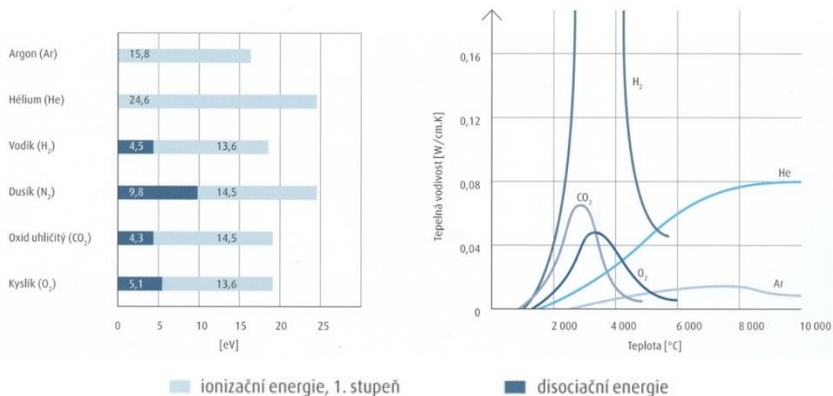 Argon (Ar)
15,8
Hélium (He)
24,6
Vodík (H₂)
4,5
13,6
Dusík (N₂)
9,8
14,5
Oxid uhličitý (CO₂)
4,3
14,5
Kyslík (O₂)
5,1
13,6
0 5 10 15 20 25
[eV]
Tepelná vodivost [W/cm.K]
0,16
0,12
0,08
0,04
0
H₂
He
CO₂
O₂
Ar
2 000 4 000 6 000 8 000 10 000
Teplota [°C]
ionizační energie, 1. stupeň
disociační energie